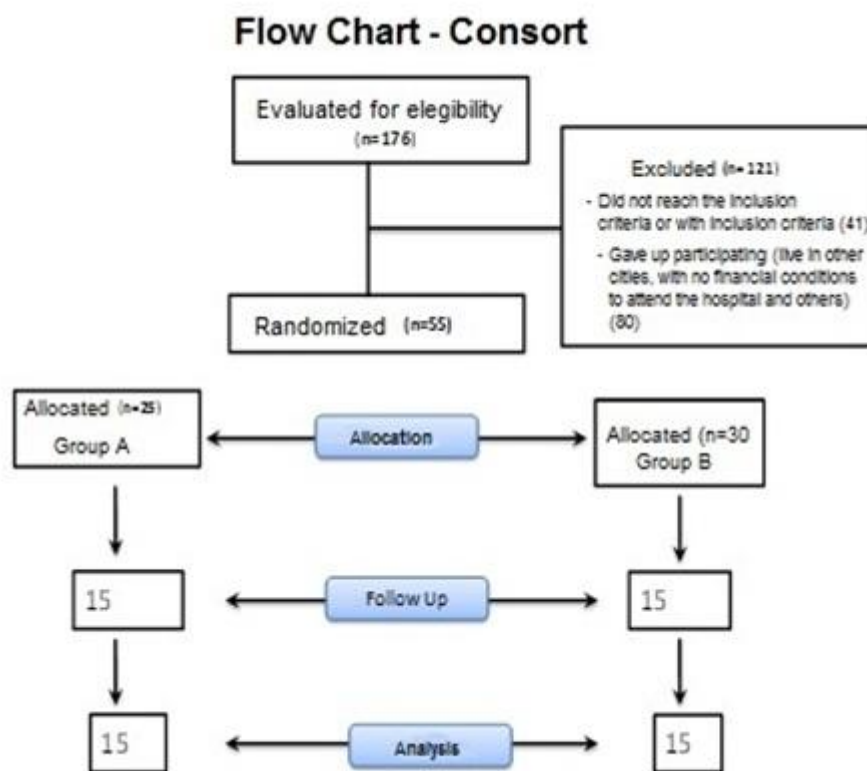 Flow Chart - Consort
Evaluated for elegibility
(n=176)
Excluded (n=121)
- Did not reach the inclusion
criteria or with inclusion criteria (41)
- Gave up participating (live in other
cities, with no financial conditions
to attend the hospital and others)
(80)
Randomized (n=55)
Allocated (n=25)
Group A
Allocation
Allocated (n=30
Group B
15
Follow Up
15
15
Analysis
15